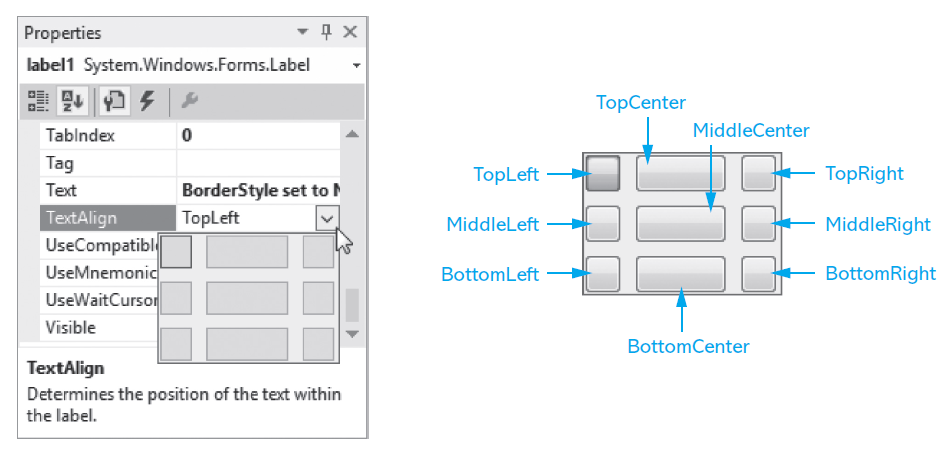 Properties
label1 System.Windows.Forms.Label
TabIndex 0
Tag
Text BorderStyle set to
TextAlign TopLeft
UseCompatible
UseMnemonic
UseWaitCursor
Visible
TextAlign
Determines the position of the text within
the label.
TopCenter
MiddleCenter
TopLeft
TopRight
MiddleLeft
MiddleRight
BottomLeft
BottomRight
BottomCenter